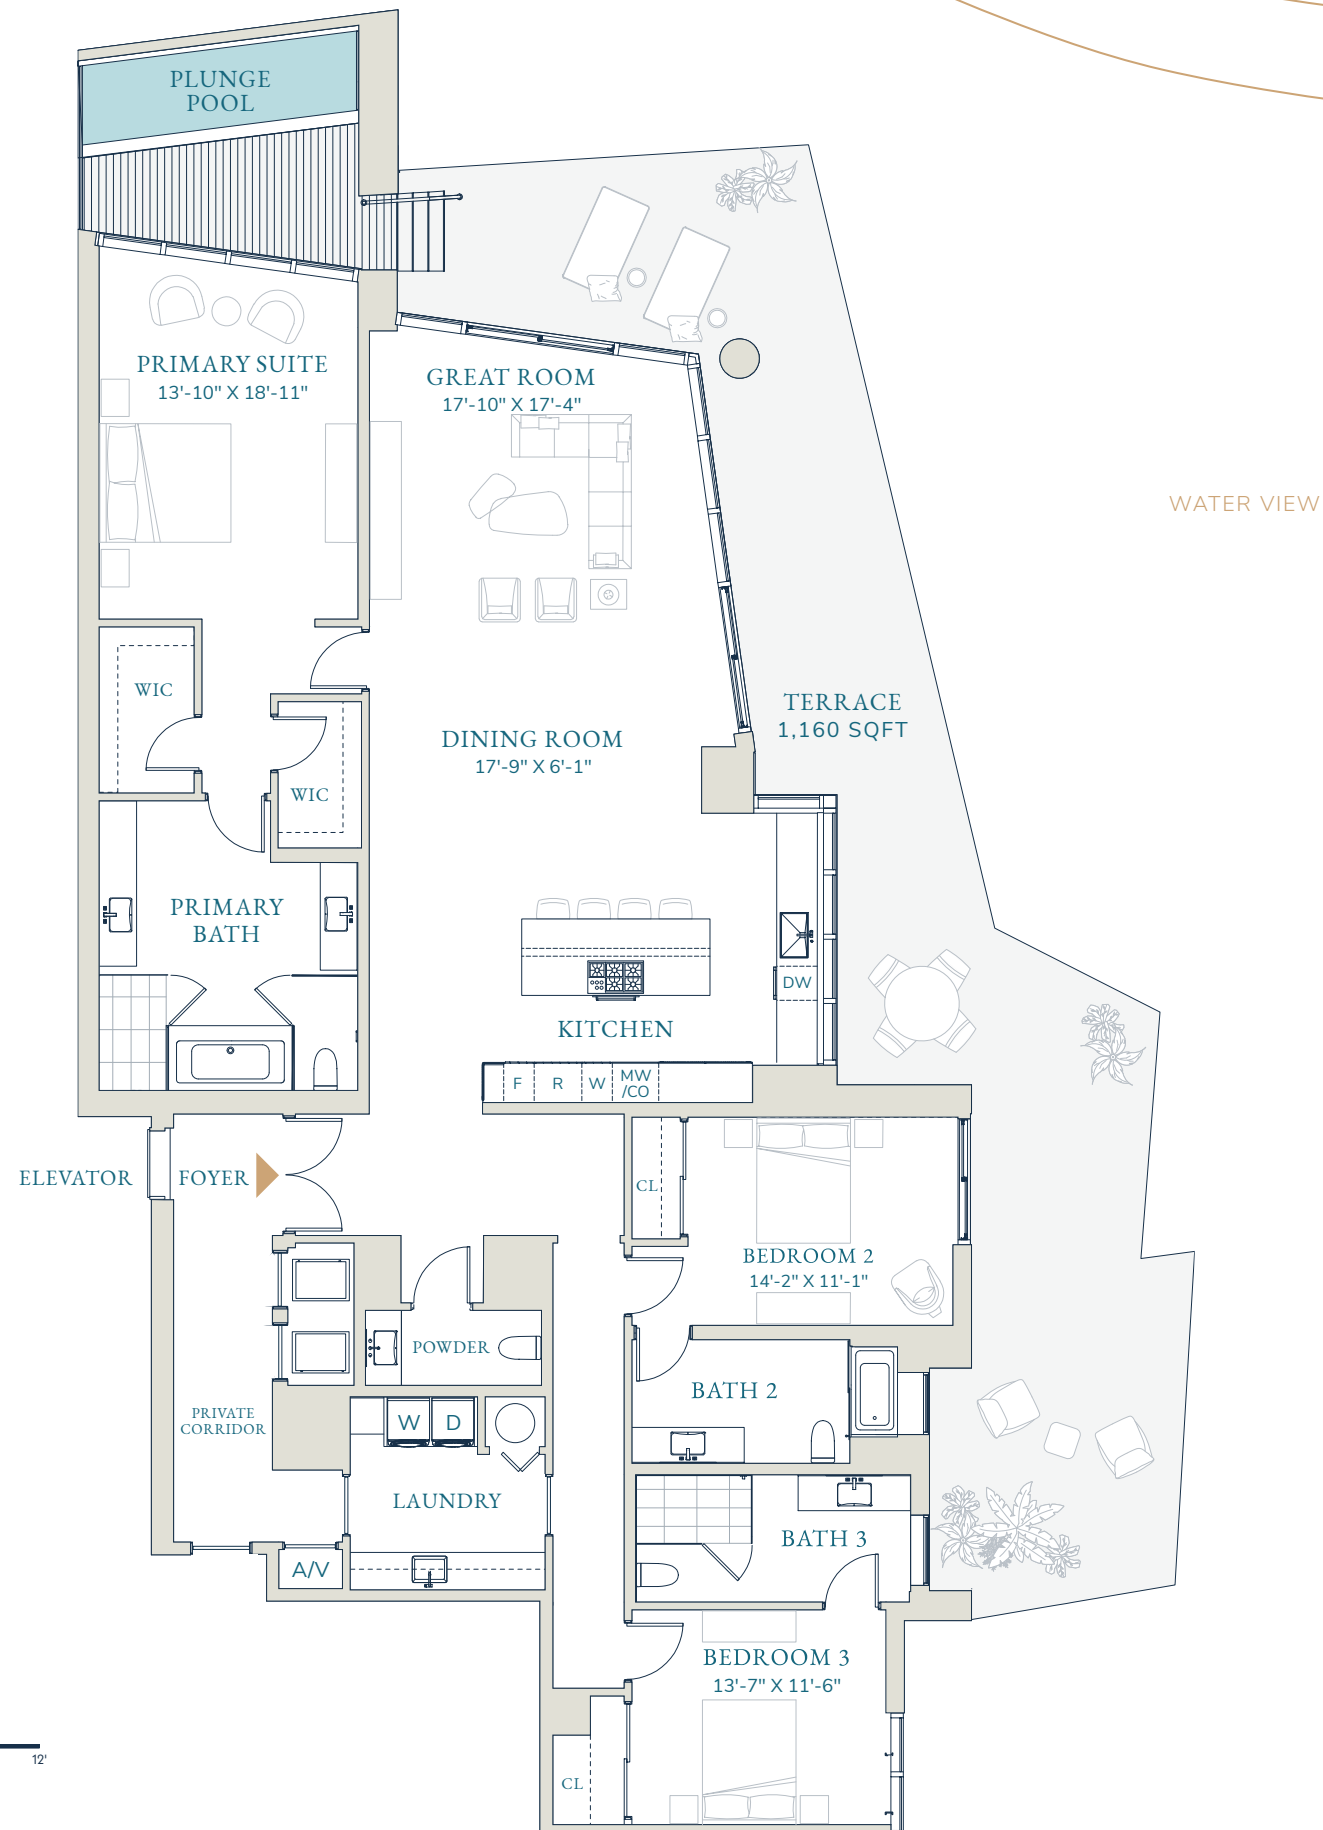 PLUNGE
POOL
PRIMARY SUITE
13'-10" X 18'-11"
GREAT ROOM
17'-10" X 17'-4"
WATER VIEW
WIC
TERRACE
1,160 SQFT
DINING ROOM
17'-9" X 6'-1"
WIC
PRIMARY
BATH
DW
KITCHEN
F
R
W
MW
/CO
ELEVATOR
FOYER
CL
BEDROOM 2
14'-2" X 11'-1"
POWDER
BATH 2
PRIVATE
CORRIDOR
W
D
LAUNDRY
BATH 3
A/V
BEDROOM 3
13'-7" X 11'-6"
12'
CL